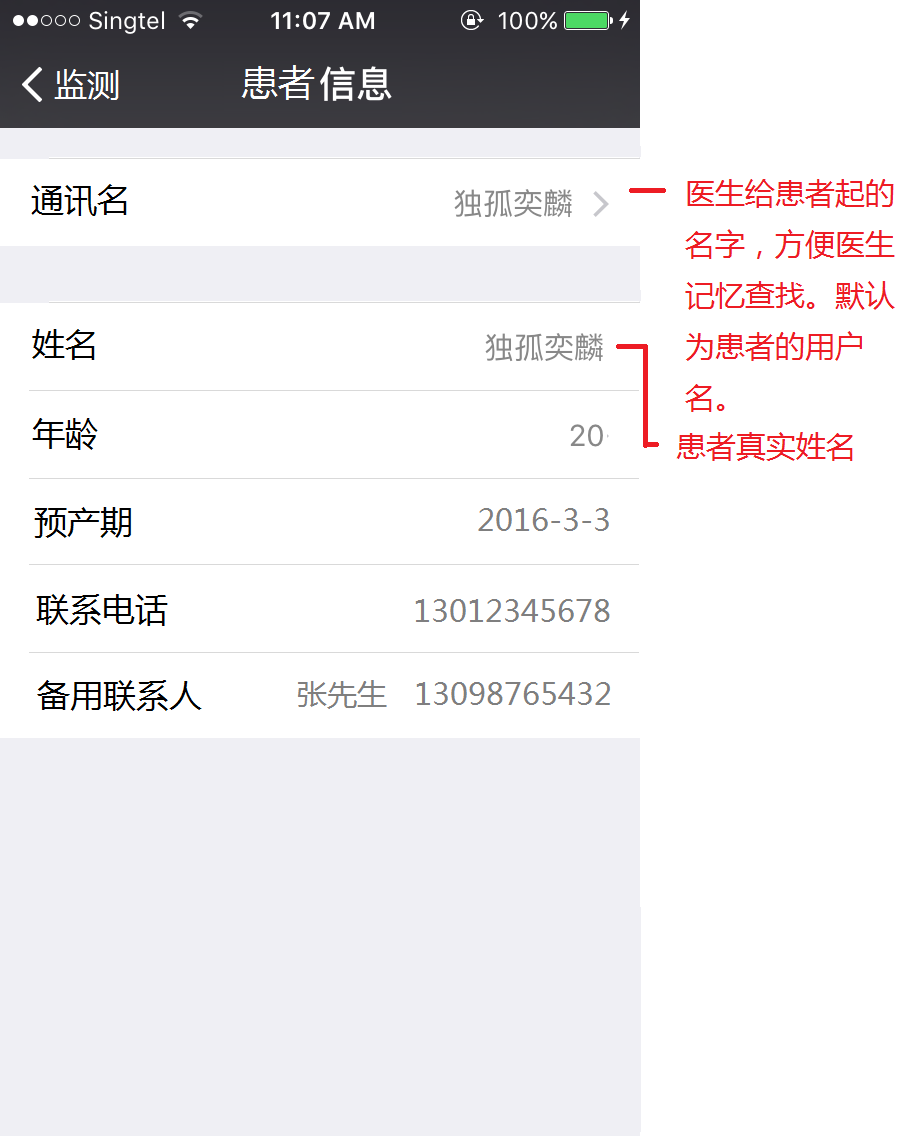 Singtel 11:07 AM 100%
监测 患者信息
通讯名 独孤奕麟
医生给患者起的
名字，方便医生
记忆查找。默认
为患者的用户
名。
姓名 独孤奕麟
患者真实姓名
年龄 20
预产期 2016-3-3
联系电话 13012345678
备用联系人 张先生 13098765432